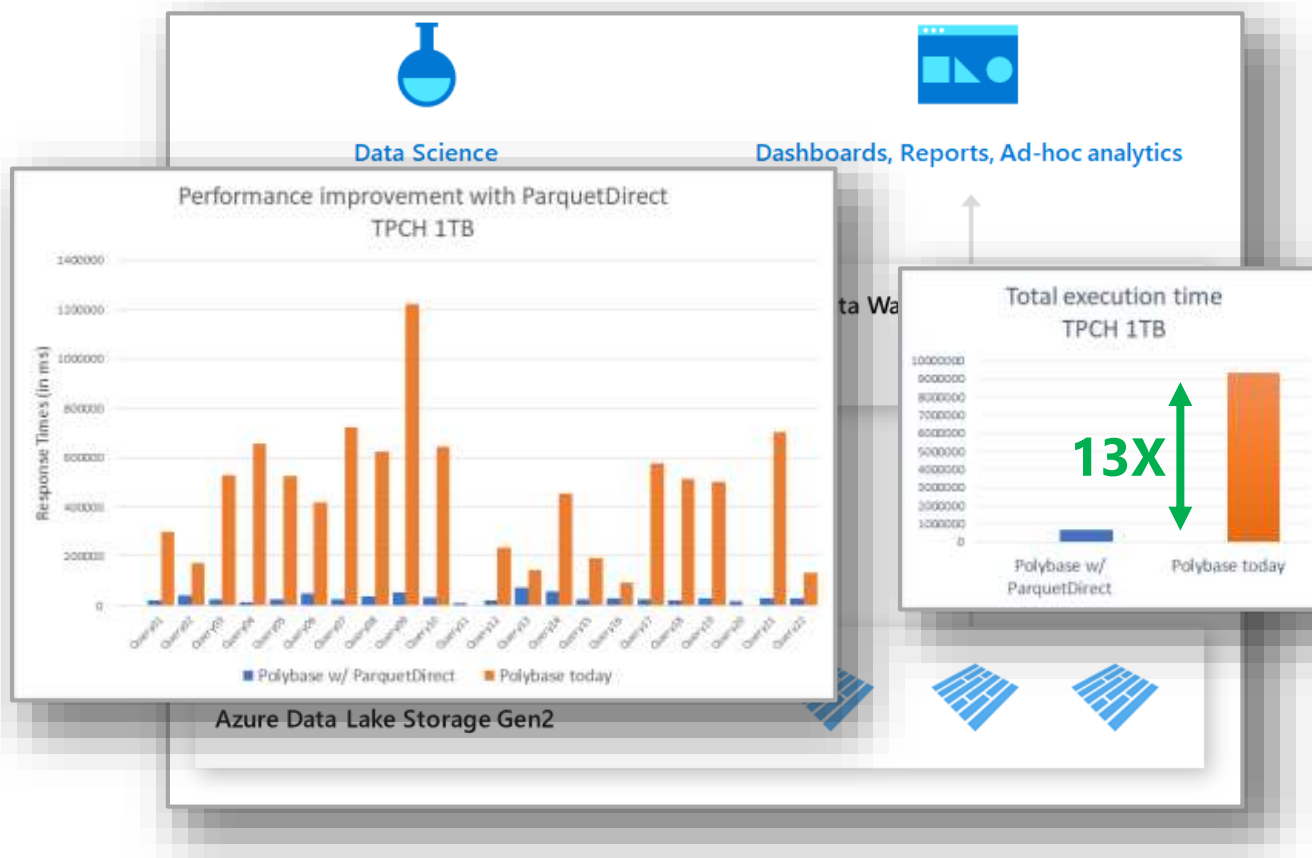 Data Science
Dashboards, Reports, Ad-hoc analytics
Performance improvement with ParquetDirect
TPCH 1TB
Response Times (in ms)
1400000
1200000
1000000
800000
600000
400000
200000
0
Query01
Query02
Query03
Query04
Query05
Query06
Query07
Query08
Query09
Query10
Query11
Query12
Query13
Query14
Query15
Query16
Query17
Query18
Query19
Query20
Query21
Query22
Polybase w/ ParquetDirect
Polybase today
ta Wa
Total execution time
TPCH 1TB
10000000
9000000
8000000
7000000
6000000
5000000
4000000
3000000
2000000
1000000
0
13X
Polybase w/
ParquetDirect
Polybase today
Azure Data Lake Storage Gen2